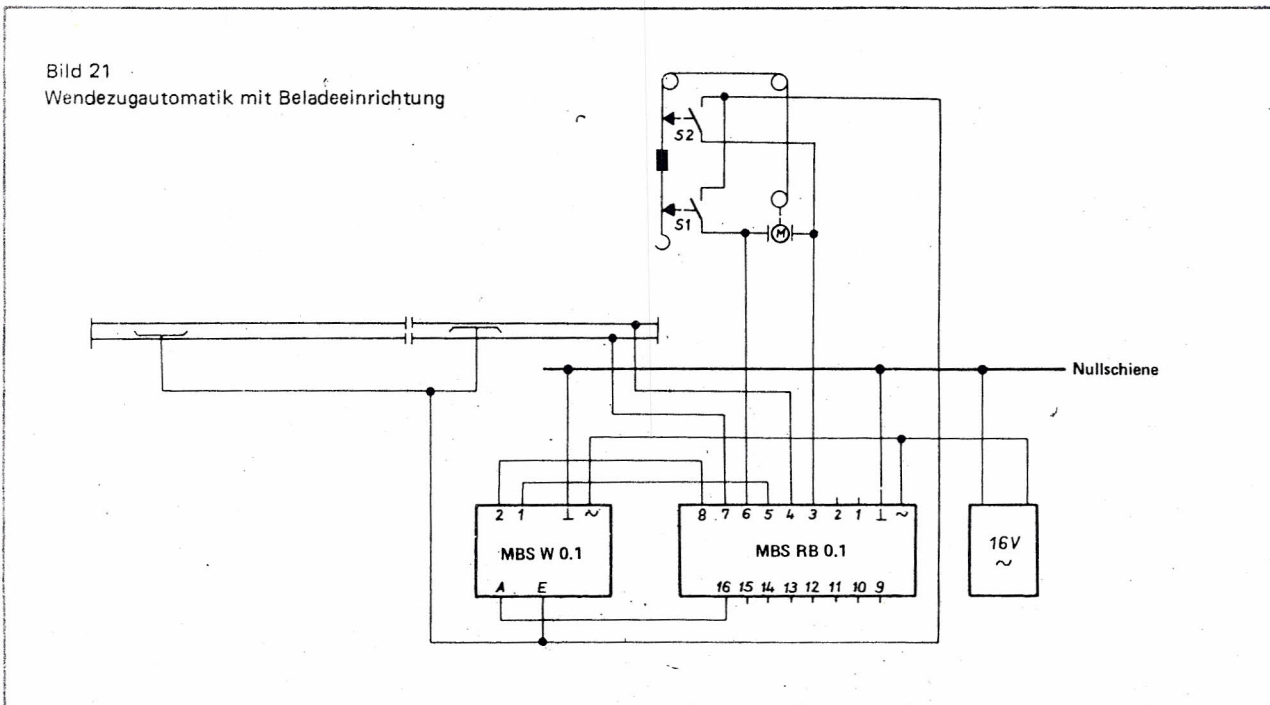 Bild 21
Wendezugautomatik mit Beladeeinrichtung
S2
S1
M
Nullschiene
2 1 ⊥ ~
MBS W 0.1
A E
8 7 6 5 4 3 2 1 ⊥ ~
MBS RB 0.1
16 15 14 13 12 11 10 9
16V
~